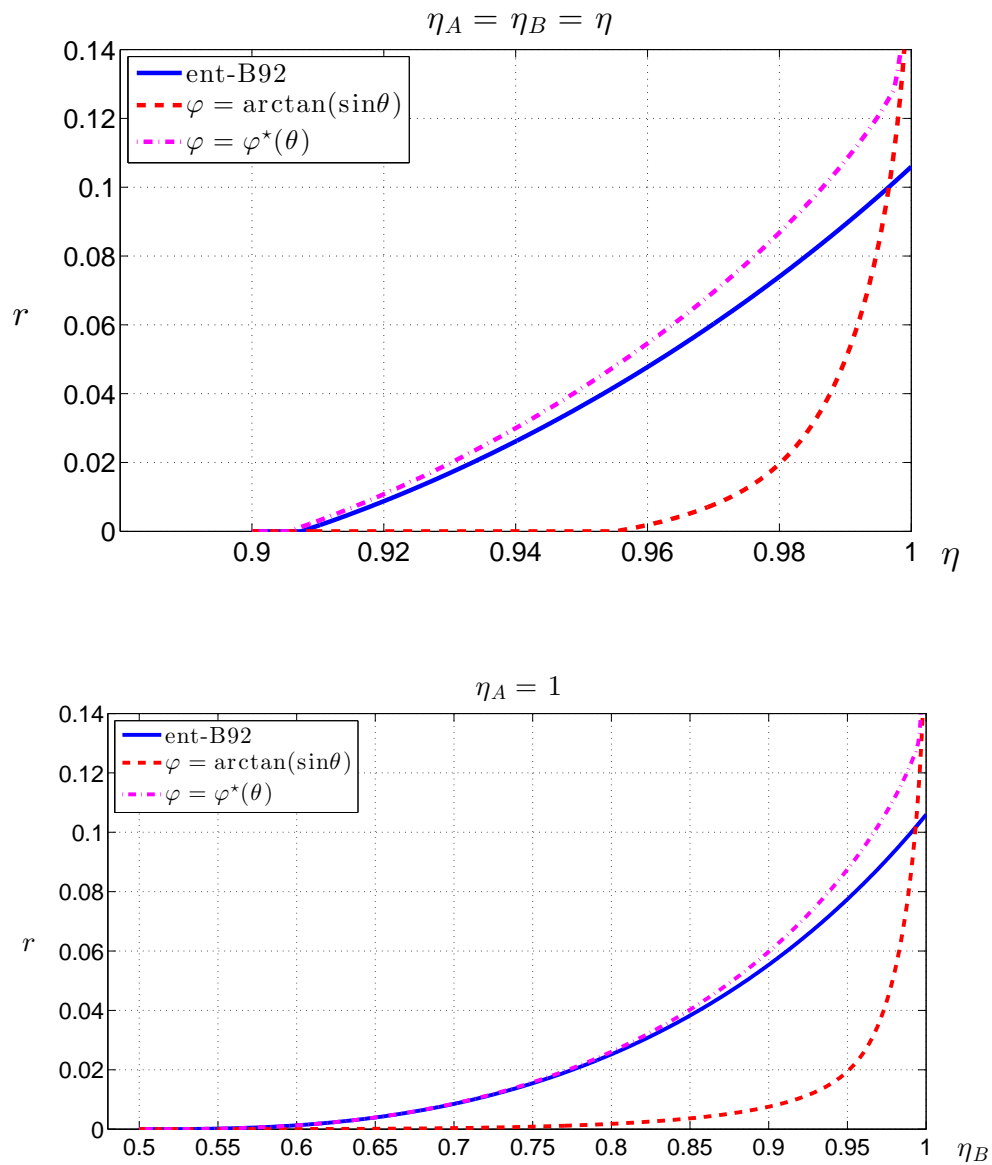 η_A = η_B = η
0.14
0.12
0.1
0.08
0.06
0.04
0.02
0
r
ent-B92
φ = arctan(sinθ)
φ = φ*(θ)
0.9 0.92 0.94 0.96 0.98 1 η
η_A = 1
0.14
0.12
0.1
0.08
0.06
0.04
0.02
0
r
ent-B92
φ = arctan(sinθ)
φ = φ*(θ)
0.5 0.55 0.6 0.65 0.7 0.75 0.8 0.85 0.9 0.95 1 η_B